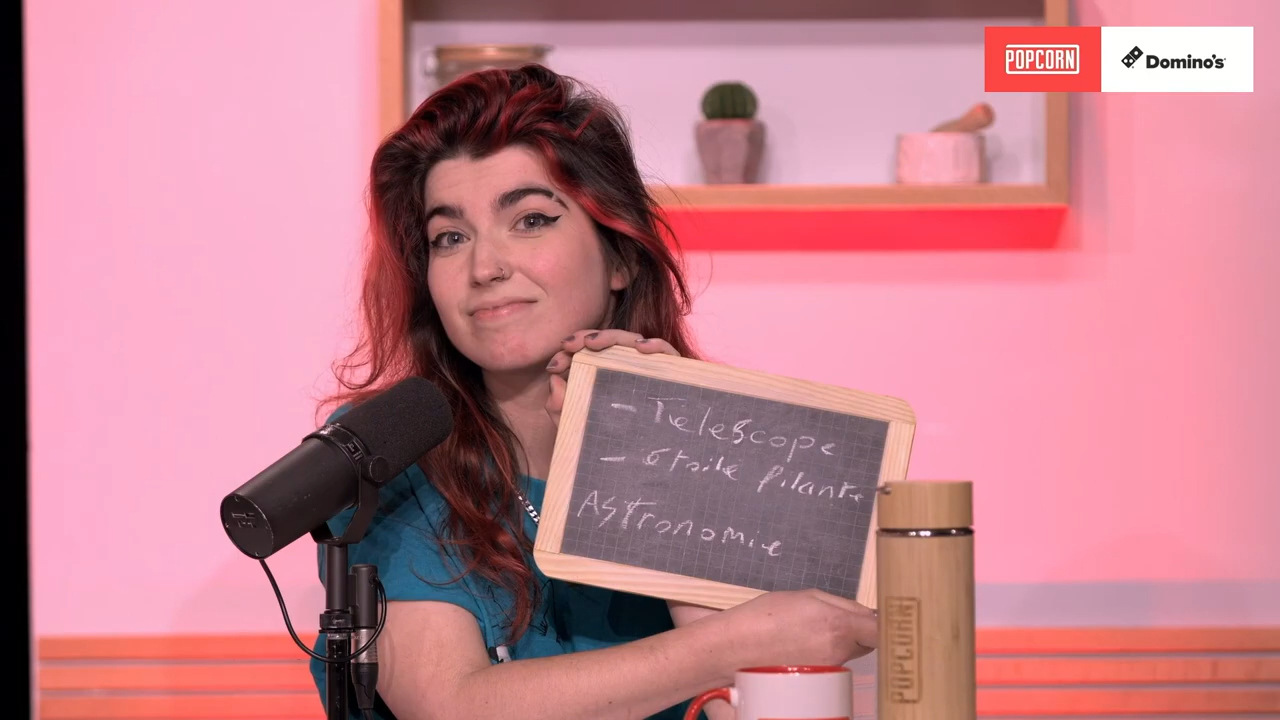 POPCORN Domino's
- Telescope
- étoile filante
Astronomie
POPCORN